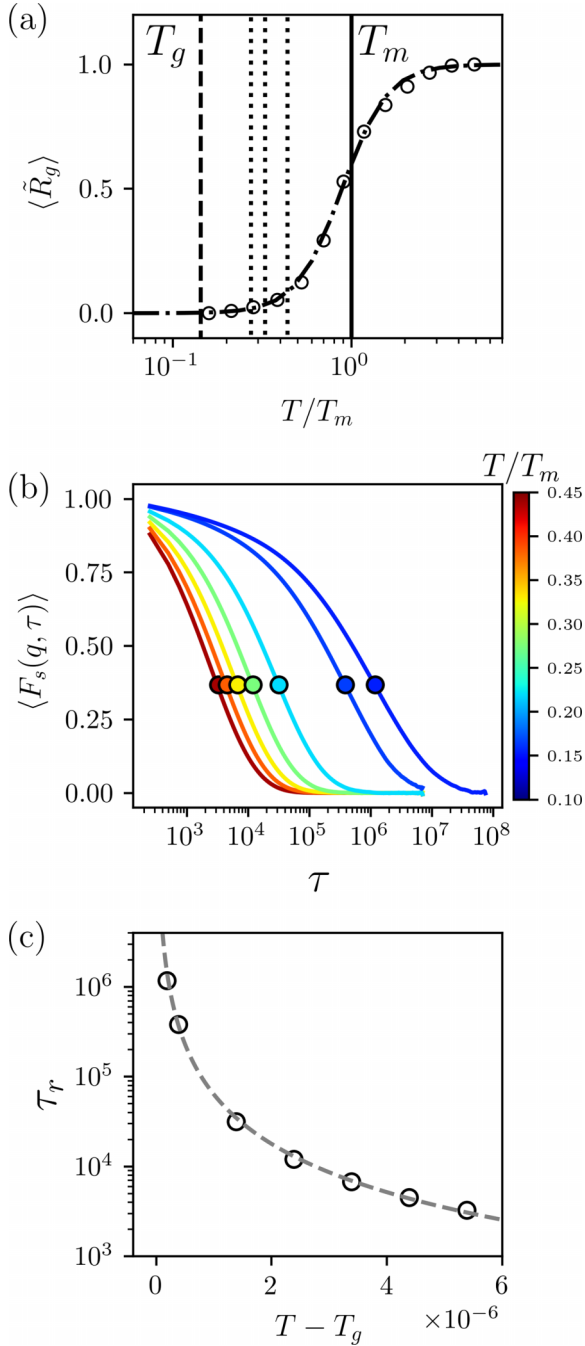 (a)
T_g
T_m
1.0
0.5
0.0
⟨R̃_g⟩
10^{-1}
10^0
T/T_m
(b)
T/T_m
1.00
0.75
0.50
0.25
0.00
⟨F_s(q, τ)⟩
0.45
0.40
0.35
0.30
0.25
0.20
0.15
0.10
10^3
10^4
10^5
10^6
10^7
10^8
τ
(c)
10^6
10^5
10^4
10^3
τ_r
0
2
4
6
×10^{-6}
T − T_g